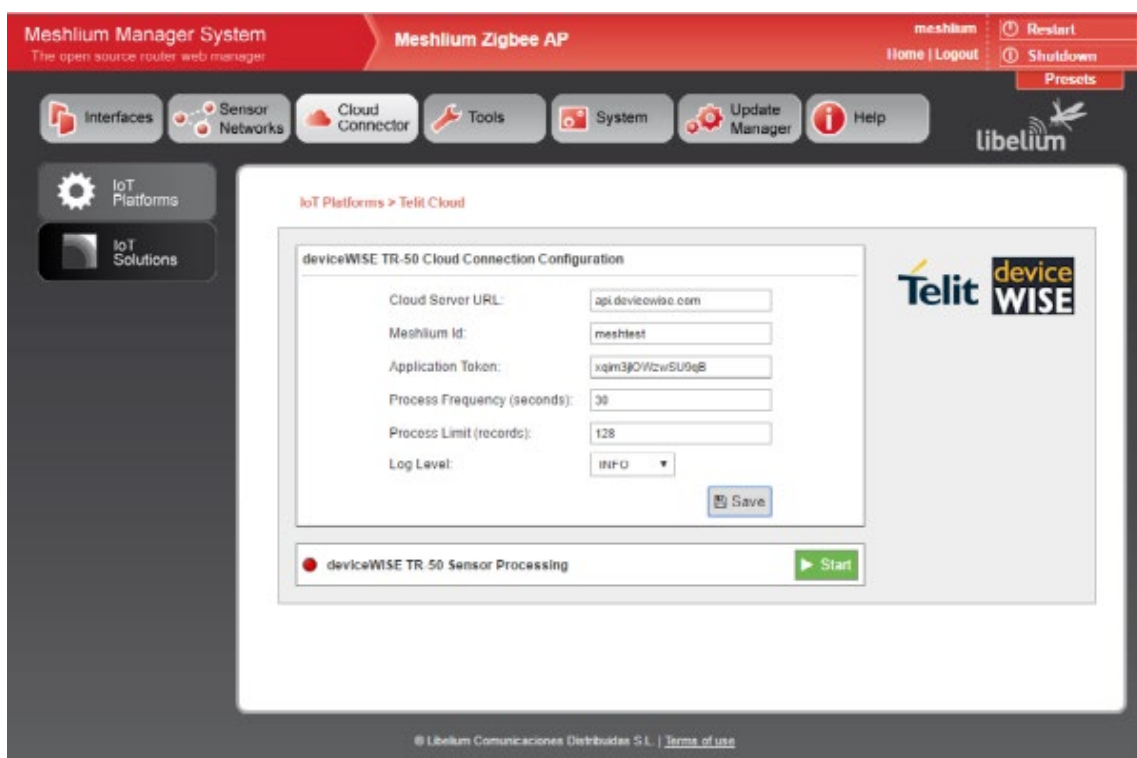 Meshlium Manager System
The open source router web manager
Meshlium Zigbee AP
meshlium
Home | Logout
Restart
Shutdown
Presets
Interfaces
Sensor
Networks
Cloud
Connector
Tools
System
Update
Manager
Help
libelium
IoT
Platforms
IoT
Solutions
IoT Platforms > Telit Cloud
deviceWISE TR-50 Cloud Connection Configuration
Cloud Server URL: api.devicewise.com
Meshlium Id: meshtest
Application Token:
Process Frequency (seconds): 30
Process Limit (records): 128
Log Level: INFO
Save
Telit
device
WISE
deviceWISE TR-50 Sensor Processing
Start
© Libelium Comunicaciones Distribuidas S.L. | Terms of use